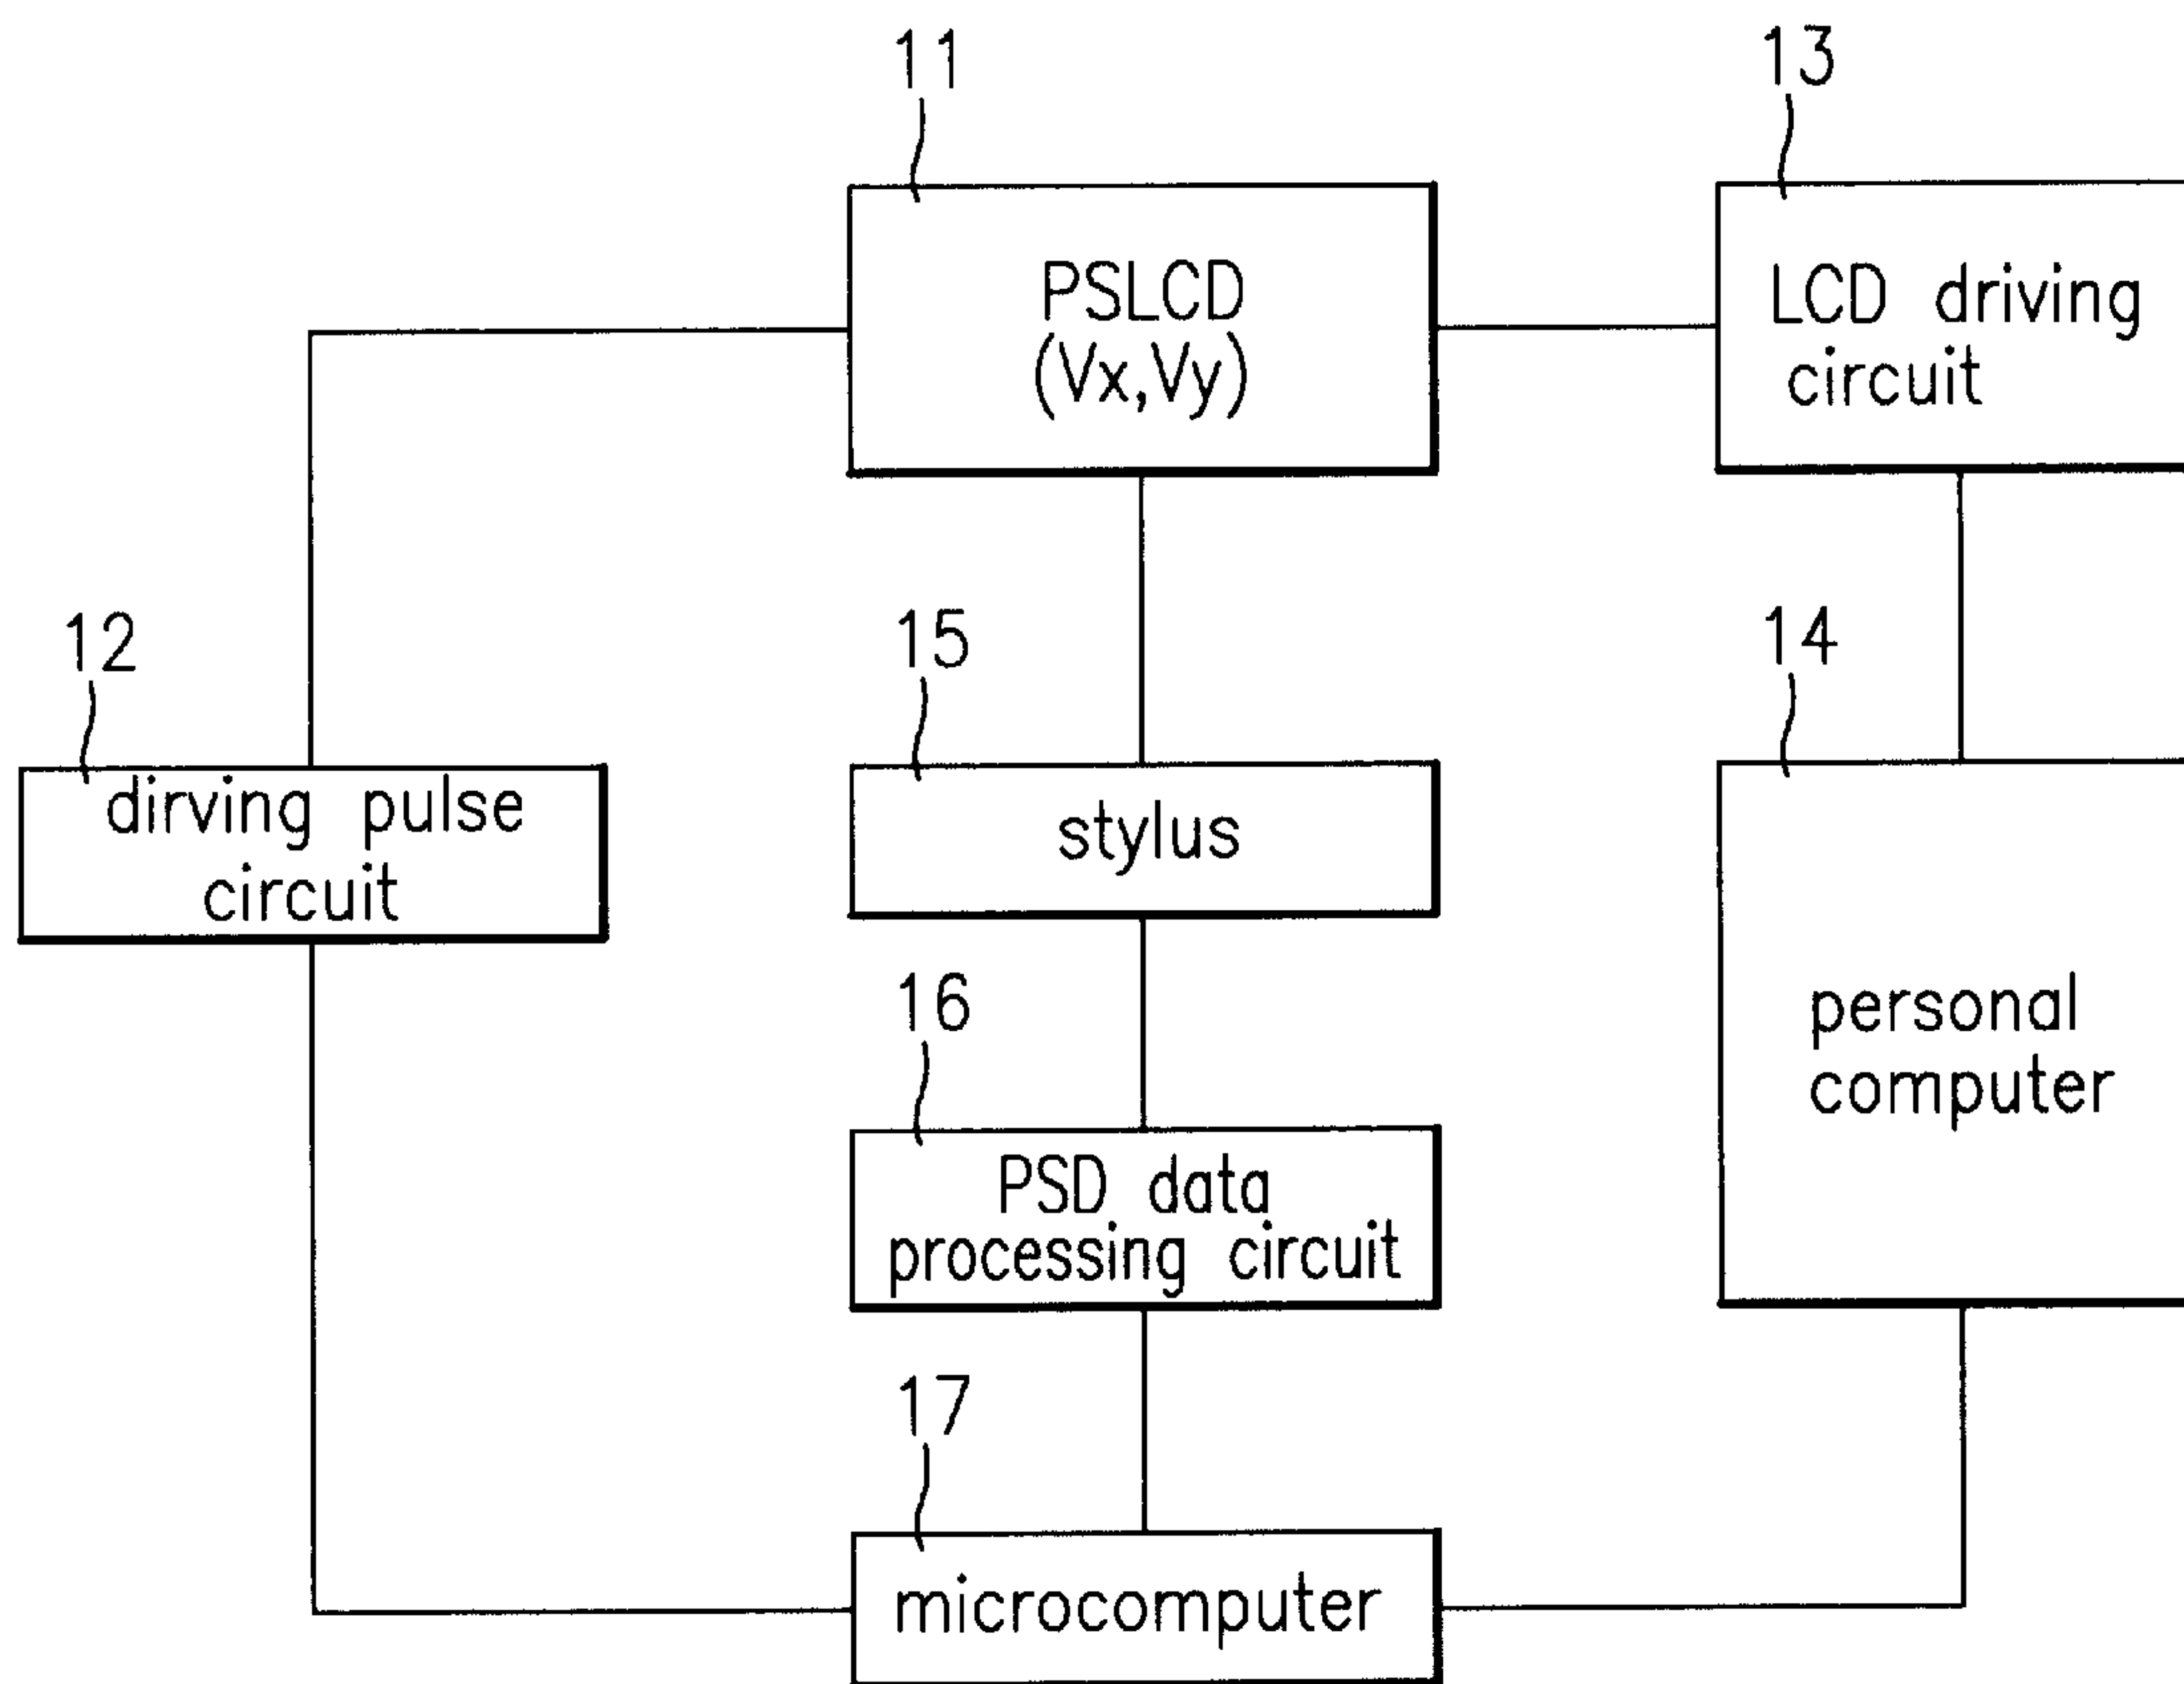 11
13
PSLCD
(Vx,Vy)
LCD driving
circuit
12
15
14
dirving pulse
circuit
stylus
16
personal
computer
PSD data
processing circuit
17
microcomputer